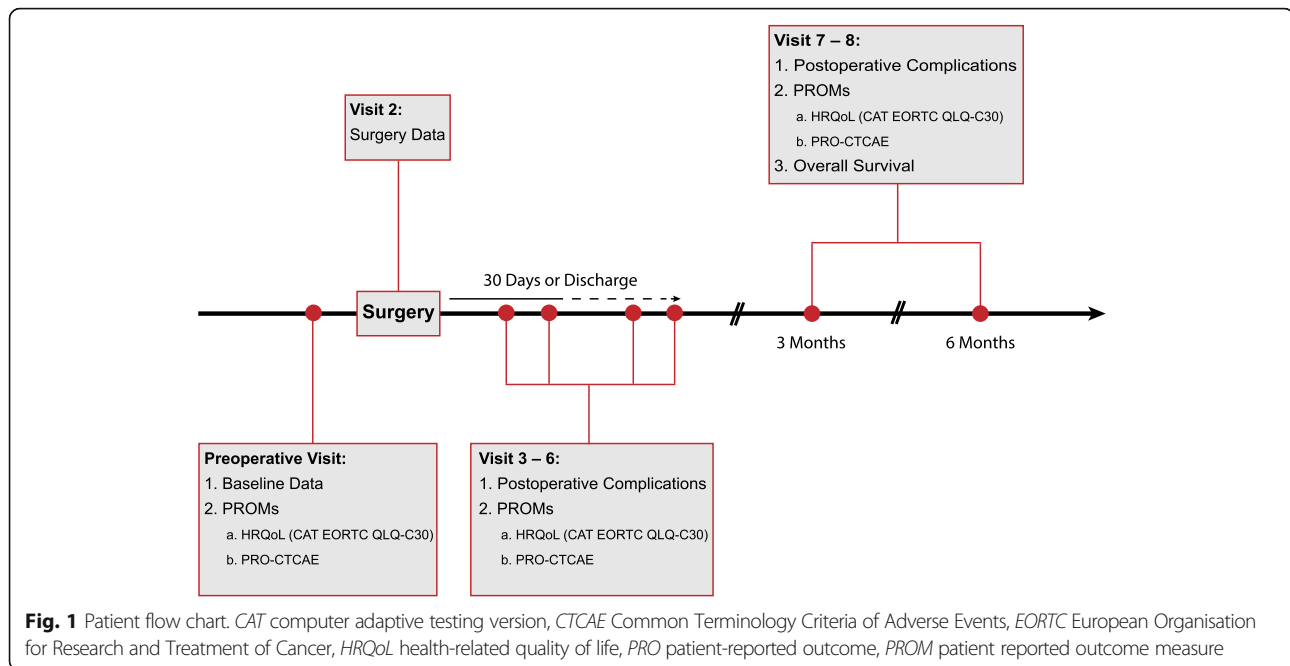 Visit 7 – 8:
1. Postoperative Complications
2. PROMs
a. HRQoL (CAT EORTC QLQ-C30)
b. PRO-CTCAE
3. Overall Survival
Visit 2:
Surgery Data
30 Days or Discharge
Surgery
3 Months
6 Months
Preoperative Visit:
1. Baseline Data
2. PROMs
a. HRQoL (CAT EORTC QLQ-C30)
b. PRO-CTCAE
Visit 3 – 6:
1. Postoperative Complications
2. PROMs
a. HRQoL (CAT EORTC QLQ-C30)
b. PRO-CTCAE
Fig. 1 Patient flow chart. CAT computer adaptive testing version, CTCAE Common Terminology Criteria of Adverse Events, EORTC European Organisation
for Research and Treatment of Cancer, HRQoL health-related quality of life, PRO patient-reported outcome, PROM patient reported outcome measure